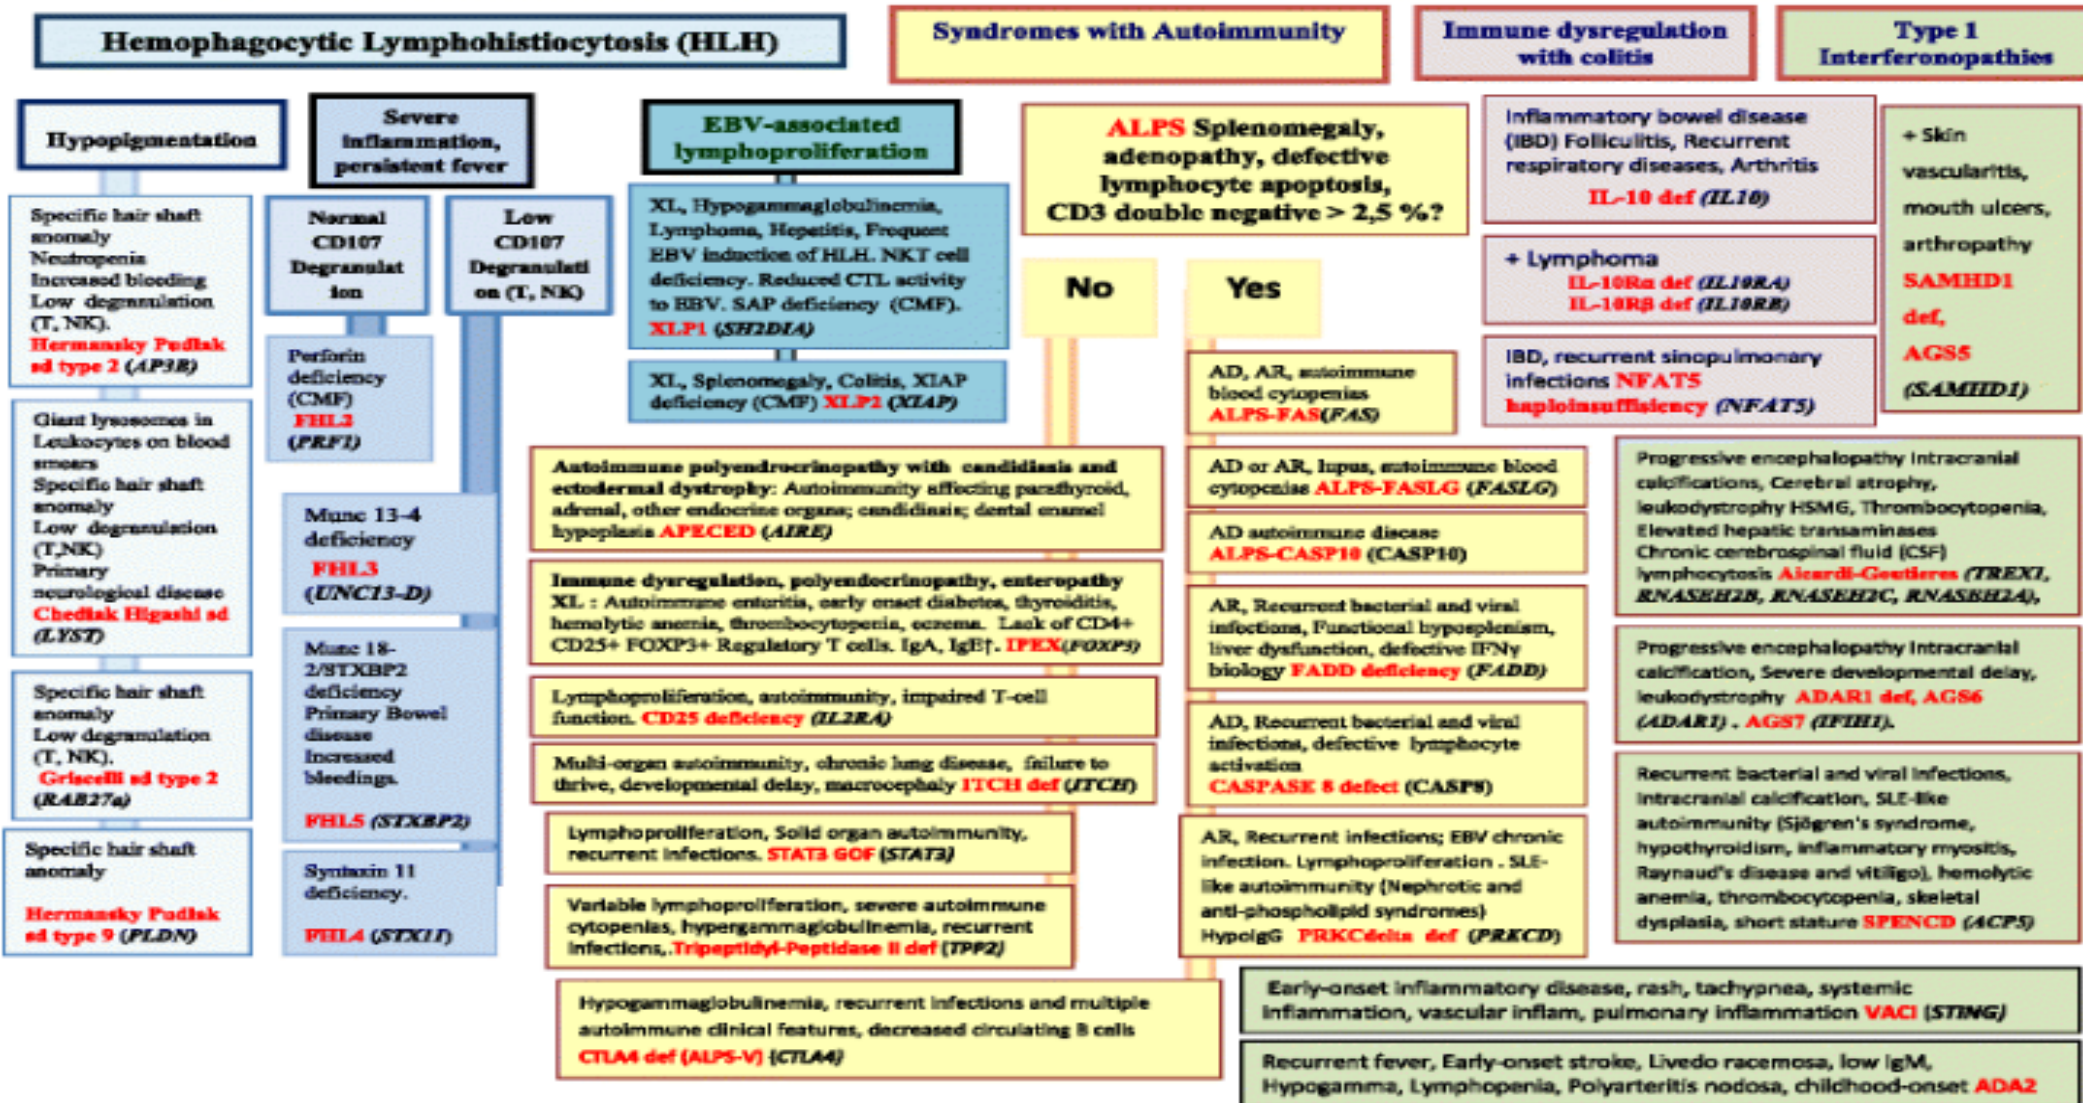 Hemophagocytic Lymphohistiocytosis (HLH)
Syndromes with Autoimmunity
Immune dysregulation
with colitis
Type 1
Interferonopathies
Hypopigmentation
Specific hair shaft
anomaly
Neutropenia
Increased bleeding
Low degranulation
(T, NK).
Hermansky Pudlak
sd type 2 (AP3B)
Giant lysosomes in
Leukocytes on blood
smears
Specific hair shaft
anomaly
Low degranulation
(T,NK)
Primary
neurological disease
Chediak Higashi sd
(LYST)
Specific hair shaft
anomaly
Low degranulation
(T, NK).
Griscelli sd type 2
(RAB27a)
Specific hair shaft
anomaly
Hermansky Pudlak
sd type 9 (PLDN)
Severe
inflammation,
persistent fever
Normal
CD107
Degranulat
ion
Perforin
deficiency
(CMF)
FHL2
(PRF1)
Low
CD107
Degranulati
on (T, NK)
Munc 13-4
deficiency
FHL3
(UNC13-D)
Munc 18-
2/STXBP2
deficiency
Primary Bowel
disease
Increased
bleedings.
FHL5 (STXBP2)
Syntaxin 11
deficiency.
FHL4 (STX11)
EBV-associated
lymphoproliferation
XL, Hypogammaglobulinemia,
Lymphoma, Hepatitis, Frequent
EBV induction of HLH. NKT cell
deficiency. Reduced CTL activity
to EBV. SAP deficiency (CMF).
XLP1 (SH2D1A)
XL, Splenomegaly, Colitis, XIAP
deficiency (CMF) XLP2 (XIAP)
ALPS Splenomegaly,
adenopathy, defective
lymphocyte apoptosis,
CD3 double negative > 2,5 %?
No
Autoimmune polyendrocrinopathy with candidiasis and
ectodermal dystrophy: Autoimmunity affecting parathyroid,
adrenal, other endocrine organs; candidiasis; dental enamel
hypoplasia APECED (AIRE)
Immune dysregulation, polyendocrinopathy, enteropathy
XL : Autoimmune enteritis, early onset diabetes, thyroiditis,
hemolytic anemia, thrombocytopenia, eczema. Lack of CD4+
CD25+ FOXP3+ Regulatory T cells. IgA, IgE↑. IPEX(FOXP3)
Lymphoproliferation, autoimmunity, impaired T-cell
function. CD25 deficiency (IL2RA)
Multi-organ autoimmunity, chronic lung disease, failure to
thrive, developmental delay, macrocephaly ITCH def (ITCH)
Lymphoproliferation, Solid organ autoimmunity,
recurrent infections. STAT3 GOF (STAT3)
Variable lymphoproliferation, severe autoimmune
cytopenias, hypergammaglobulinemia, recurrent
infections,.Tripeptidyl-Peptidase II def (TPP2)
Hypogammaglobulinemia, recurrent infections and multiple
autoimmune clinical features, decreased circulating B cells
CTLA4 def (ALPS-V) (CTLA4)
Yes
AD, AR, autoimmune
blood cytopenias
ALPS-FAS(FAS)
AD or AR, lupus, autoimmune blood
cytopenias ALPS-FASLG (FASLG)
AD autoimmune disease
ALPS-CASP10 (CASP10)
AR, Recurrent bacterial and viral
infections, Functional hyposplenism,
liver dysfunction, defective IFNγ
biology FADD deficiency (FADD)
AD, Recurrent bacterial and viral
infections, defective lymphocyte
activation
CASPASE 8 defect (CASP8)
AR, Recurrent infections; EBV chronic
infection. Lymphoproliferation . SLE-
like autoimmunity (Nephrotic and
anti-phospholipid syndromes)
HypoIgG PRKCdelta def (PRKCD)
Inflammatory bowel disease
(IBD) Folliculitis, Recurrent
respiratory diseases, Arthritis
IL-10 def (IL10)
+ Lymphoma
IL-10Rα def (IL10RA)
IL-10Rβ def (IL10RB)
IBD, recurrent sinopulmonary
infections NFAT5
haploinsuffisiency (NFAT5)
+ Skin
vascularitis,
mouth ulcers,
arthropathy
SAMHD1
def,
AGS5
(SAMHD1)
Progressive encephalopathy Intracranial
calcifications, Cerebral atrophy,
leukodystrophy HSMG, Thrombocytopenia,
Elevated hepatic transaminases
Chronic cerebrospinal fluid (CSF)
lymphocytosis Aicardi-Goutieres (TREX1,
RNASEH2B, RNASEH2C, RNASEH2A),
Progressive encephalopathy Intracranial
calcification, Severe developmental delay,
leukodystrophy ADAR1 def, AGS6
(ADAR1) . AGS7 (IFIH1).
Recurrent bacterial and viral infections,
intracranial calcification, SLE-like
autoimmunity (Sjögren's syndrome,
hypothyroidism, inflammatory myositis,
Raynaud's disease and vitiligo), hemolytic
anemia, thrombocytopenia, skeletal
dysplasia, short stature SPENCD (ACP5)
Early-onset inflammatory disease, rash, tachypnea, systemic
inflammation, vascular inflam, pulmonary inflammation VACI (STING)
Recurrent fever, Early-onset stroke, Livedo racemosa, low IgM,
Hypogamma, Lymphopenia, Polyarteritis nodosa, childhood-onset ADA2